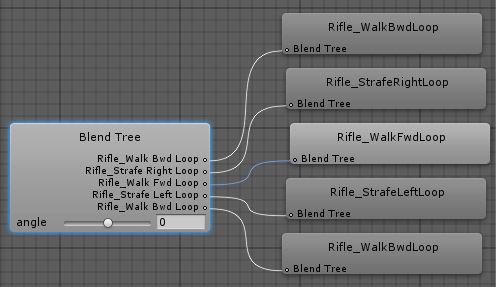 Rifle_WalkBwdLoop
Blend Tree
Rifle_StrafeRightLoop
Blend Tree
Rifle_WalkFwdLoop
Blend Tree
Rifle_StrafeLeftLoop
Blend Tree
Rifle_WalkBwdLoop
Blend Tree
Blend Tree
Rifle_Walk Bwd Loop
Rifle_Strafe Right Loop
Rifle_Walk Fwd Loop
Rifle_Strafe Left Loop
Rifle_Walk Bwd Loop
angle 0